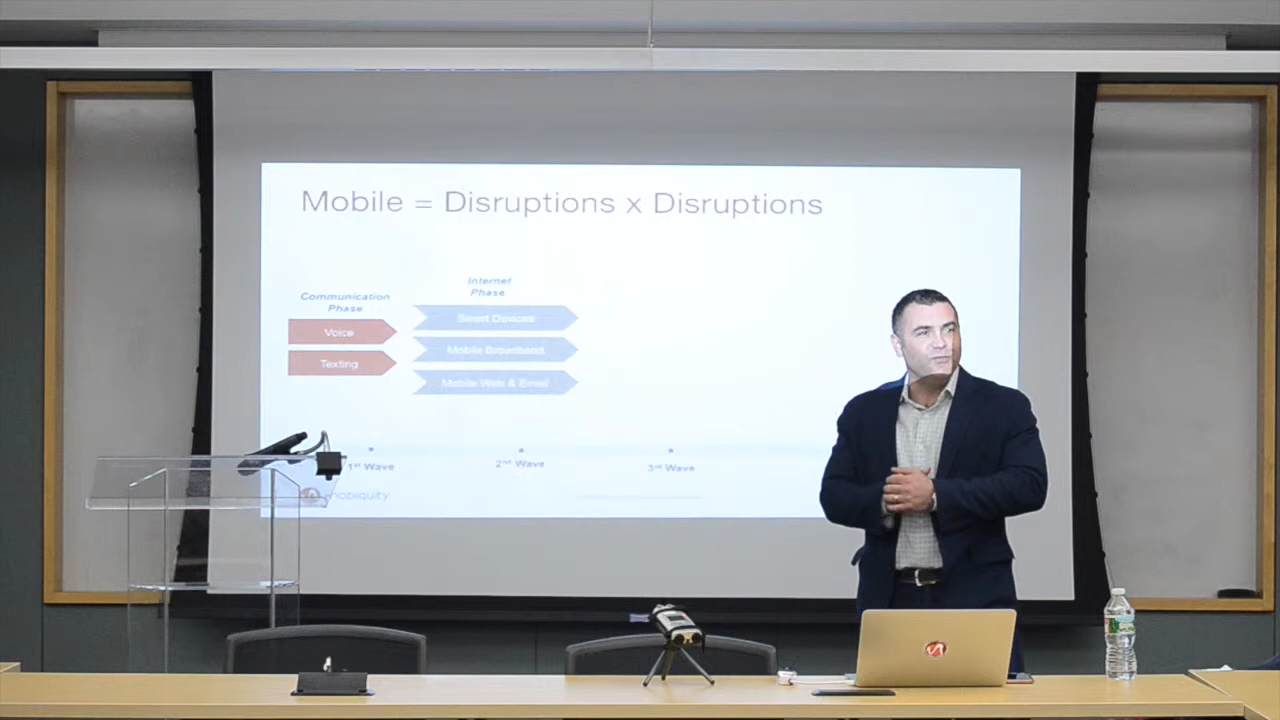 Mobile = Disruptions x Disruptions
Internet
Phase
Communication
Phase
Smart Devices
Voice
Mobile Broadband
Texting
Mobile Web & Email
1st Wave
2nd Wave
3rd Wave
mobiquity